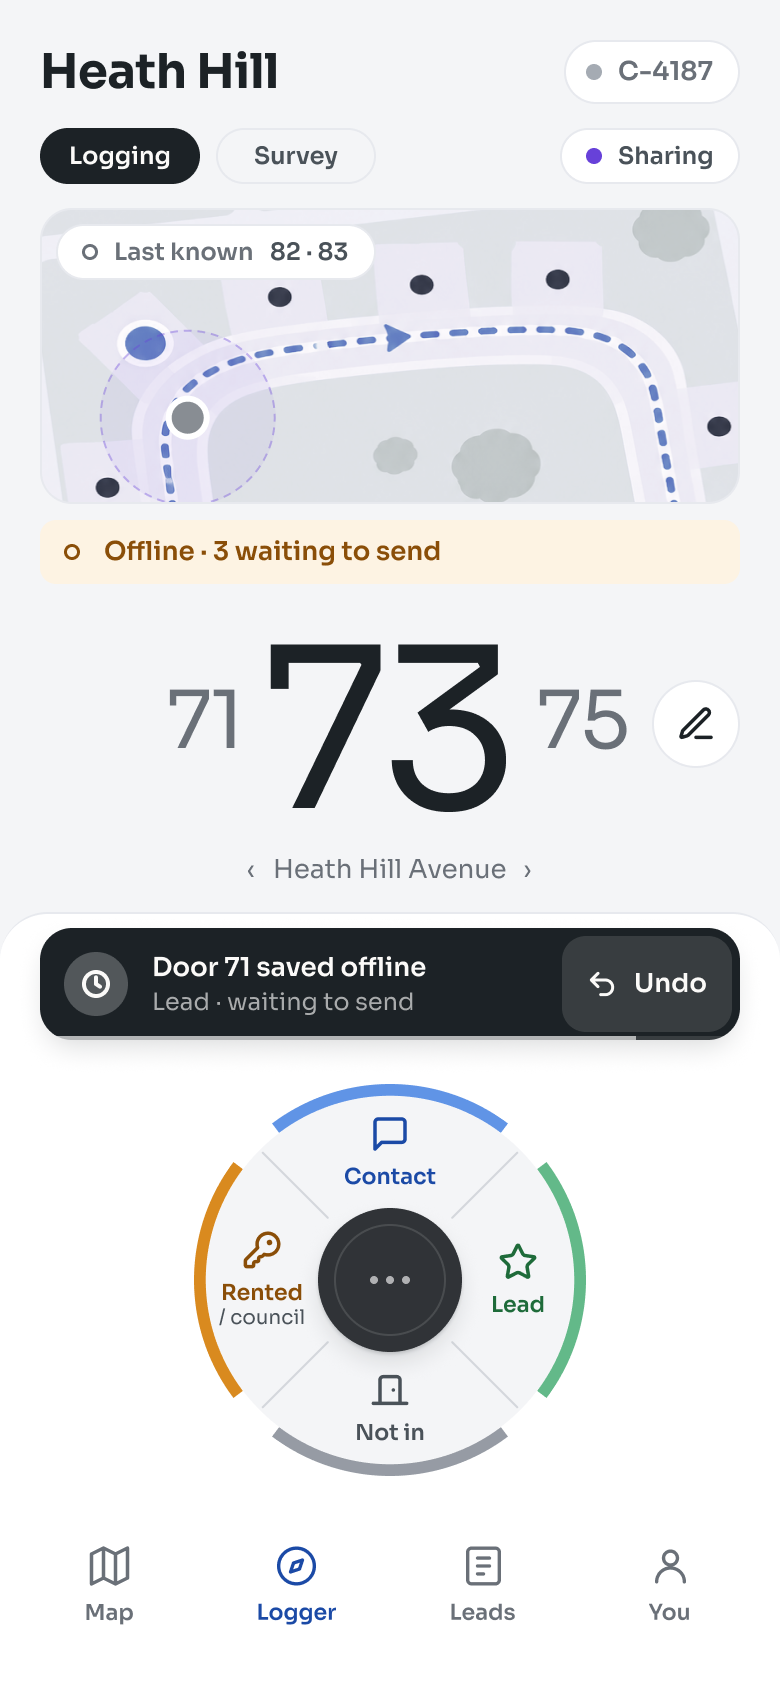 Heath Hill
C-4187
Logging
Survey
Sharing
Last known 82 · 83
Offline · 3 waiting to send
71 73 75
‹ Heath Hill Avenue ›
Door 71 saved offline
Lead · waiting to send
Undo
Contact
Rented
/ council
Lead
Not in
Map
Logger
Leads
You